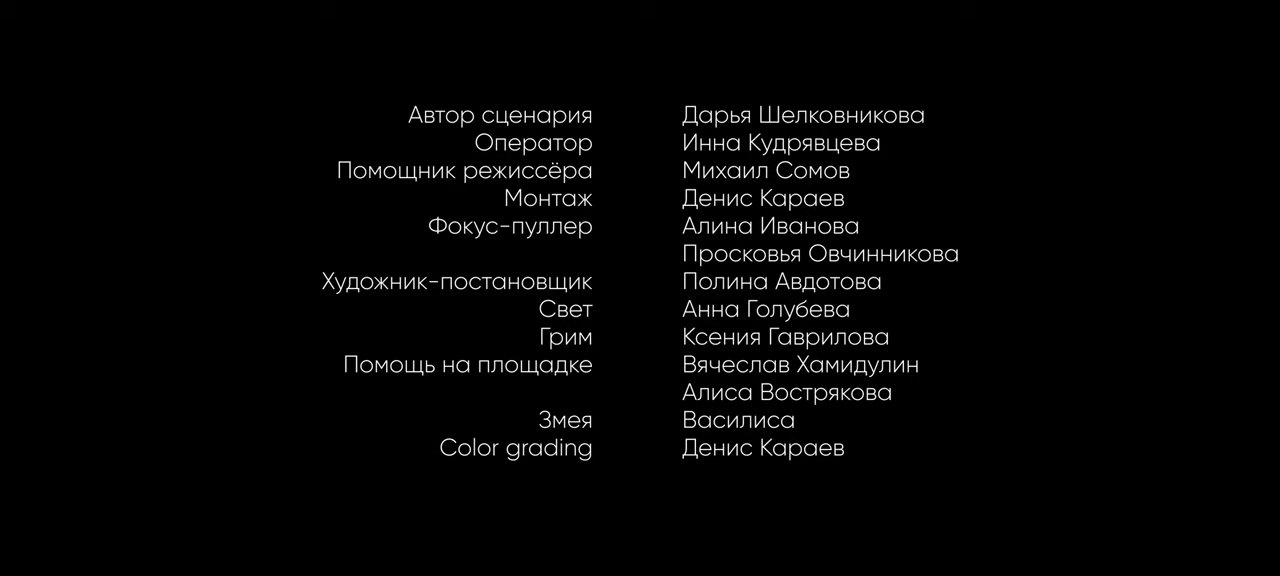 Автор сценария Дарья Шелковникова
Оператор Инна Кудрявцева
Помощник режиссёра Михаил Сомов
Монтаж Денис Караев
Фокус-пуллер Алина Иванова
Просковья Овчинникова
Художник-постановщик Полина Авдотова
Свет Анна Голубева
Грим Ксения Гаврилова
Помощь на площадке Вячеслав Хамидулин
Алиса Вострякова
Змея Василиса
Color grading Денис Караев